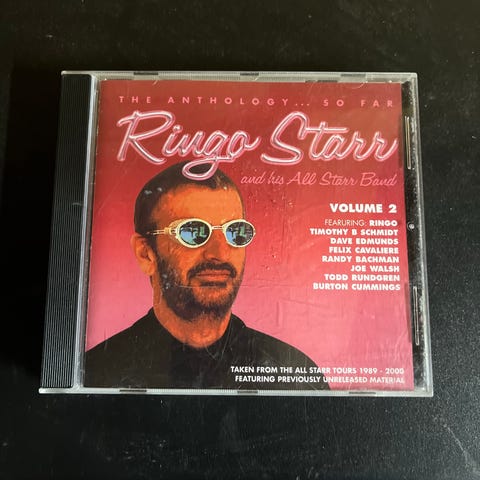 THE ANTHOLOGY... SO FAR
Ringo Starr
and his All Starr Band
VOLUME 2
FEARURING: RINGO
TIMOTHY B SCHMIDT
DAVE EDMUNDS
FELIX CAVALIERE
RANDY BACHMAN
JOE WALSH
TODD RUNDGREN
BURTON CUMMINGS
TAKEN FROM THE ALL STARR TOURS 1989 - 2000
FEATURING PREVIOUSLY UNRELEASED MATERIAL